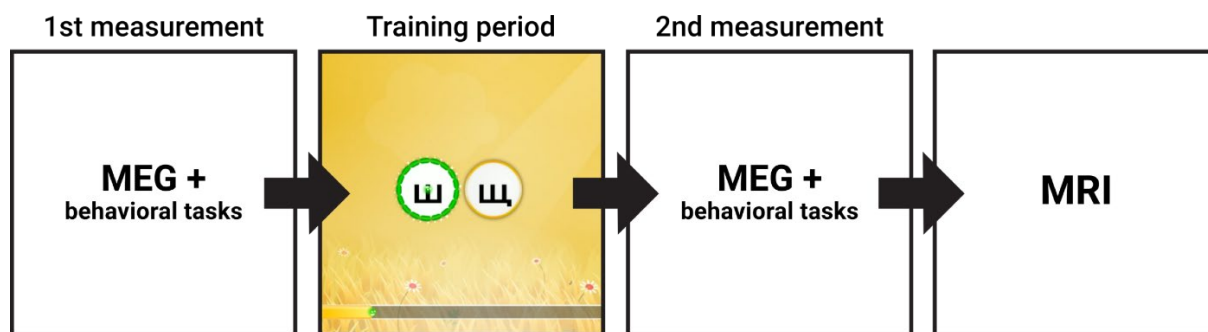 1st measurement
Training period
2nd measurement
MEG +
behavioral tasks
ш
щ
MEG +
behavioral tasks
MRI